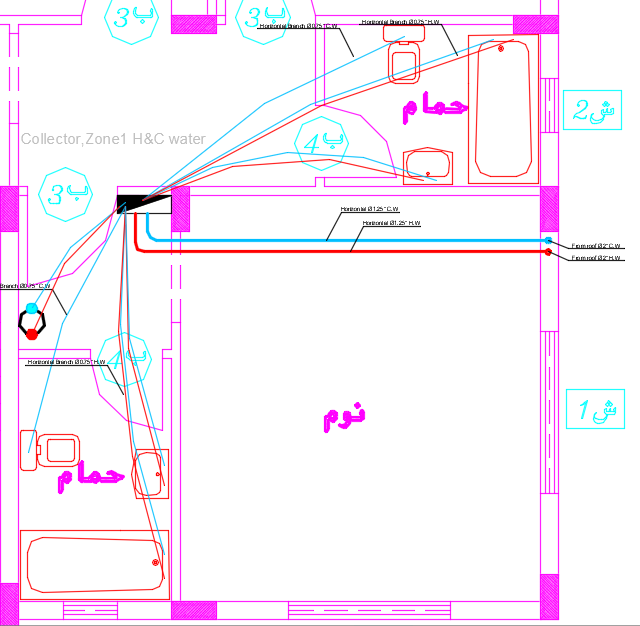 ب3
ب3
Horizontal Branch Ø0.75" C.W
Horizontal Branch Ø0.75" H.W
حمام
ش2
ب4
Collector,Zone1 H&C water
ب3
Horizontal Ø1.25" C.W
Horizontal Ø1.25" H.W
From roof Ø2" C.W
From roof Ø2" H.W
Branch Ø0.75" C.W
ب4
Horizontal Branch Ø0.75" H.W
نوم
ش1
حمام